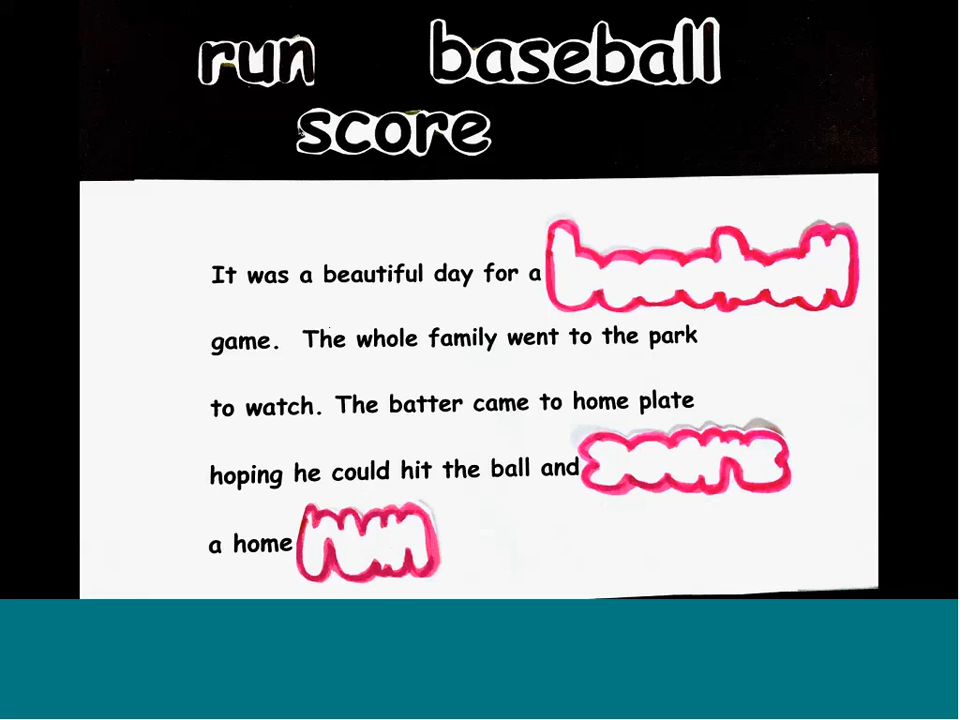 run baseball
score
It was a beautiful day for a
game. The whole family went to the park
to watch. The batter came to home plate
hoping he could hit the ball and
a home